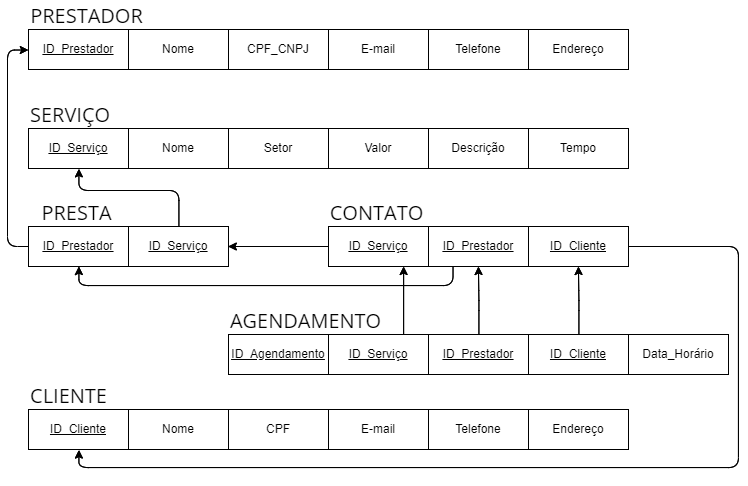 PRESTADOR
ID_Prestador Nome CPF_CNPJ E-mail Telefone Endereço
SERVIÇO
ID_Serviço Nome Setor Valor Descrição Tempo
PRESTA CONTATO
ID_Prestador ID_Serviço ID_Serviço ID_Prestador ID_Cliente
AGENDAMENTO
ID_Agendamento ID_Serviço ID_Prestador ID_Cliente Data_Horário
CLIENTE
ID_Cliente Nome CPF E-mail Telefone Endereço